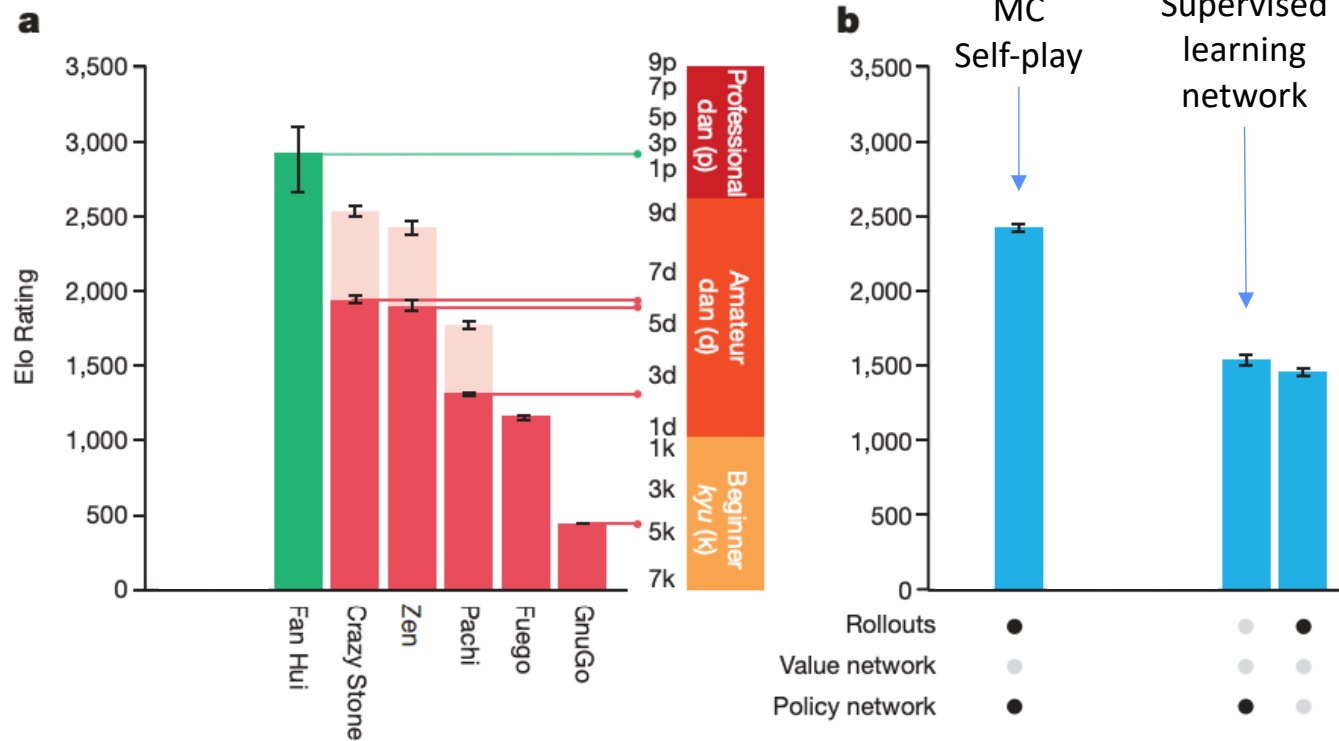 a
Elo Rating
3,500
3,000
2,500
2,000
1,500
1,000
500
0
Fan Hui
Crazy Stone
Zen
Pachi
Fuego
GnuGo
9p
7p
5p
3p
1p
9d
7d
5d
3d
1d
1k
3k
5k
7k
Professional
dan (p)
Amateur
dan (d)
Beginner
kyu (k)
b
MC
Self-play
Supervised
learning
network
3,500
3,000
2,500
2,000
1,500
1,000
500
0
Rollouts
Value network
Policy network